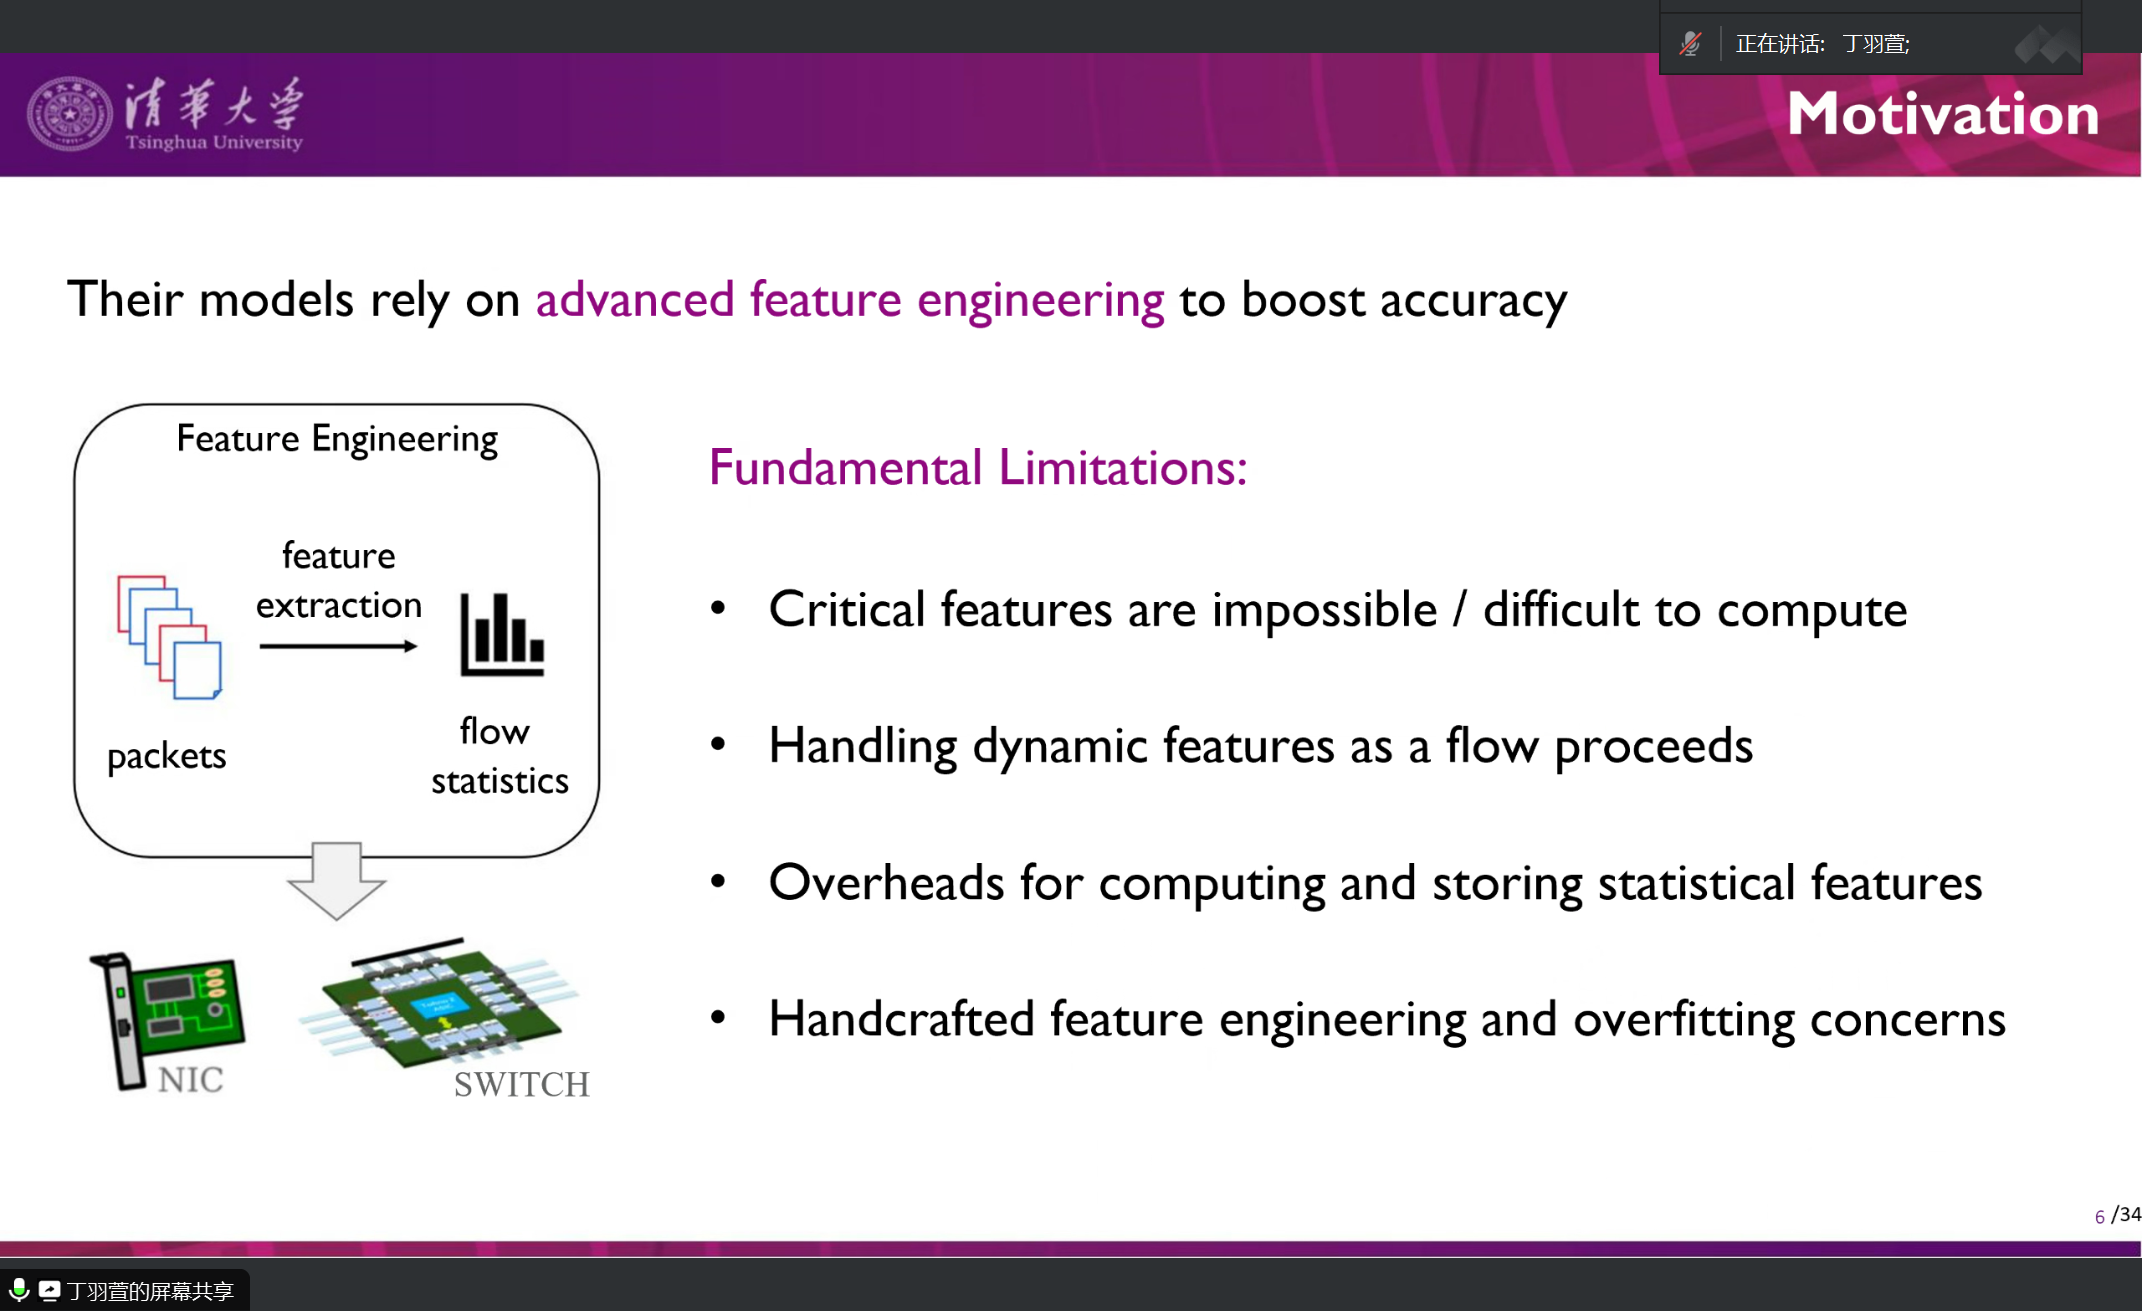 正在讲话: 丁羽萱;
清华大学
Tsinghua University
Motivation
Their models rely on advanced feature engineering to boost accuracy
Feature Engineering
feature
extraction
packets
flow
statistics
NIC
SWITCH
Fundamental Limitations:
• Critical features are impossible / difficult to compute
• Handling dynamic features as a flow proceeds
• Overheads for computing and storing statistical features
• Handcrafted feature engineering and overfitting concerns
6 /34
丁羽萱的屏幕共享